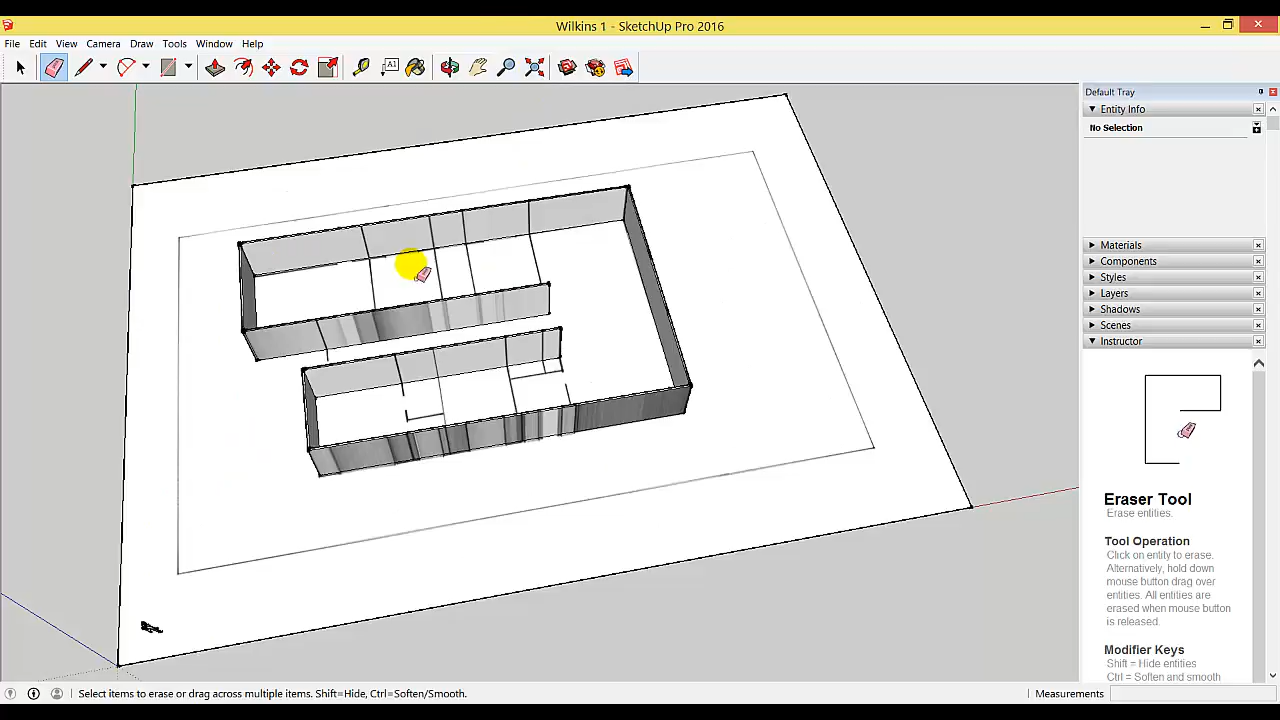 Wilkins 1 - SketchUp Pro 2016
File Edit View Camera Draw Tools Window Help
A1
Default Tray
Entity Info
No Selection
Materials
Components
Styles
Layers
Shadows
Scenes
Instructor
Eraser Tool
Erase entities.
Tool Operation
Click on entity to erase.
Alternatively, hold down
mouse button drag over
entities. All entities are
erased when mouse button
is released.
Modifier Keys
Shift = Hide entities
Ctrl = Soften and smooth
Select items to erase or drag across multiple items. Shift=Hide, Ctrl=Soften/Smooth.
Measurements